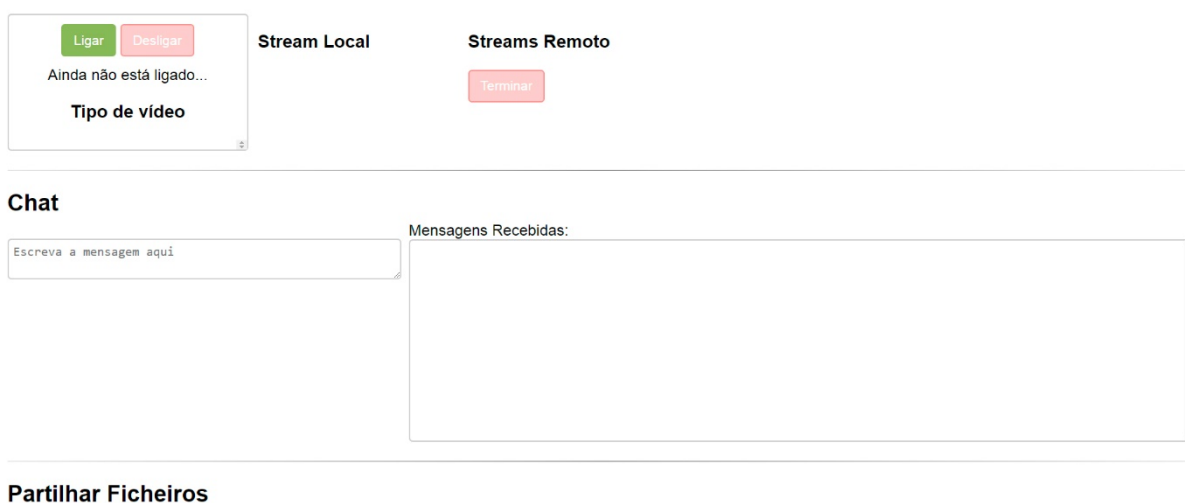 Ligar Desligar
Ainda não está ligado...
Tipo de vídeo
Stream Local
Streams Remoto
Terminar
Chat
Escreva a mensagem aqui
Mensagens Recebidas:
Partilhar Ficheiros